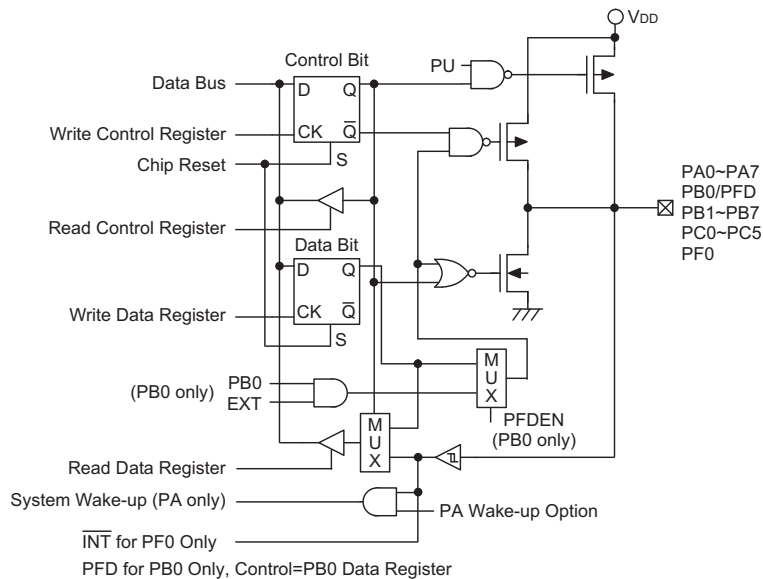 VDD
Control Bit
PU
Data Bus
D Q
Write Control Register
CK Q
Chip Reset
S
PA0~PA7
PB0/PFD
PB1~PB7
PC0~PC5
PF0
Read Control Register
Data Bit
D Q
CK Q
Write Data Register
S
M
U
X
(PB0 only)
PB0
EXT
PFDEN
(PB0 only)
M
U
X
Read Data Register
System Wake-up (PA only)
PA Wake-up Option
INT for PF0 Only
PFD for PB0 Only, Control=PB0 Data Register